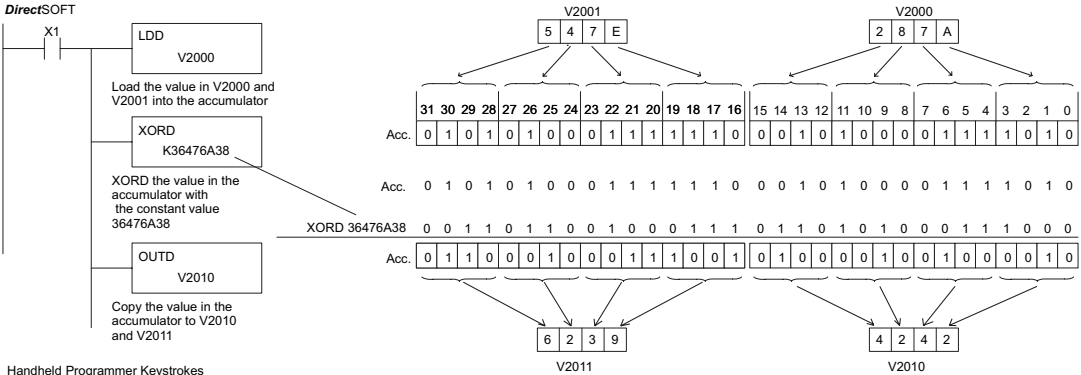 DirectSOFT
X1
LDD
V2000
Load the value in V2000 and
V2001 into the accumulator
XORD
K36476A38
XORD the value in the
accumulator with
the constant value
36476A38
OUTD
V2010
Copy the value in the
accumulator to V2010
and V2011
Handheld Programmer Keystrokes
V2001 V2000
5 4 7 E 2 8 7 A
31 30 29 28 27 26 25 24 23 22 21 20 19 18 17 16 15 14 13 12 11 10 9 8 7 6 5 4 3 2 1 0
Acc. 0 1 0 1 0 1 0 0 0 1 1 1 1 1 1 0 0 0 1 0 1 0 0 0 0 1 1 1 1 0 1 0
Acc. 0 1 0 1 0 1 0 0 0 1 1 1 1 1 1 0 0 0 1 0 1 0 0 0 0 1 1 1 1 0 1 0
XORD 36476A38 0 0 1 1 0 1 1 0 0 1 0 0 0 1 1 1 0 1 1 0 1 0 1 0 0 0 1 1 1 0 0 0
Acc. 0 1 1 0 0 0 1 0 0 0 1 1 1 0 0 1 0 1 0 0 0 0 1 0 0 1 0 0 0 0 1 0
6 2 3 9 4 2 4 2
V2011 V2010